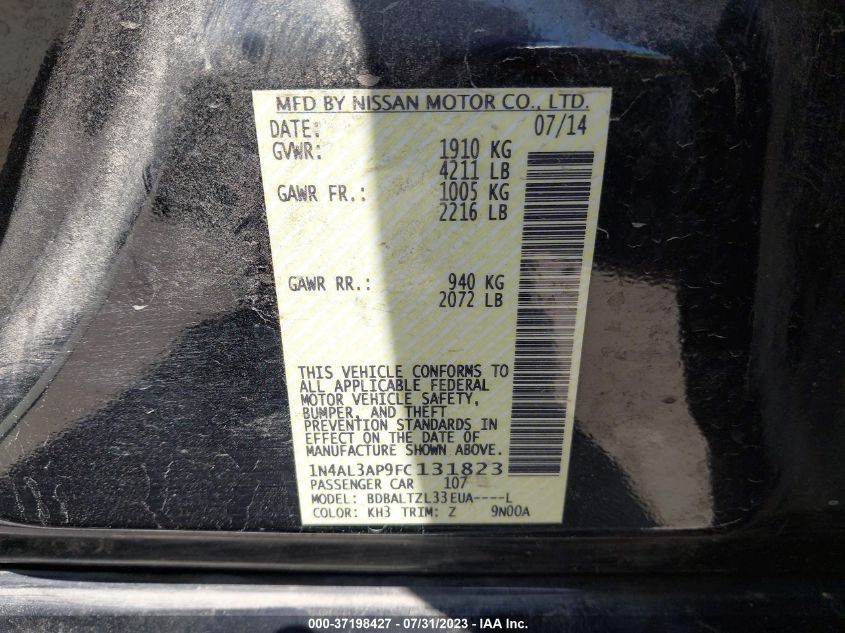 MFD BY NISSAN MOTOR CO., LTD.
DATE: 07/14
GVWR: 1910 KG
4211 LB
GAWR FR.: 1005 KG
2216 LB
GAWR RR.: 940 KG
2072 LB
THIS VEHICLE CONFORMS TO
ALL APPLICABLE FEDERAL
MOTOR VEHICLE SAFETY,
BUMPER, AND THEFT
PREVENTION STANDARDS IN
EFFECT ON THE DATE OF
MANUFACTURE SHOWN ABOVE.
1N4AL3AP9FC131823
PASSENGER CAR 107
MODEL: BDBALTZL33EUA----L
COLOR: KH3 TRIM: Z 9N00A
000-37198427 - 07/31/2023 - IAA Inc.